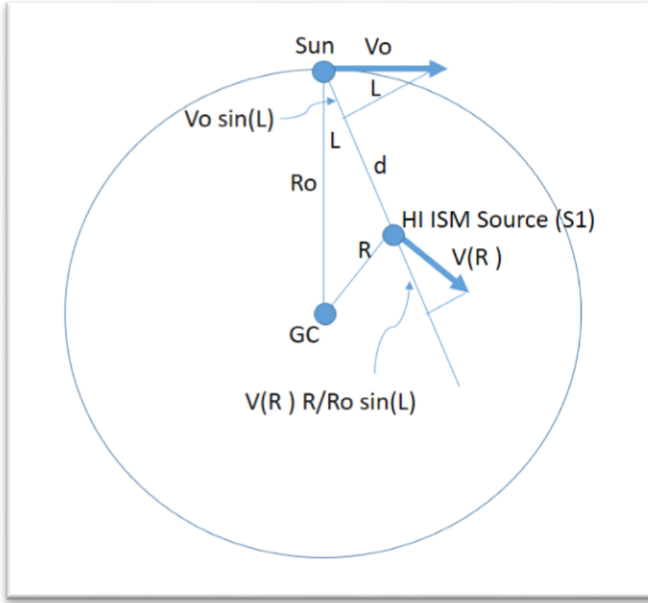 Sun
Vo
L
Vo sin(L)
L
d
Ro
HI ISM Source (S1)
R
V(R )
GC
V(R ) R/Ro sin(L)